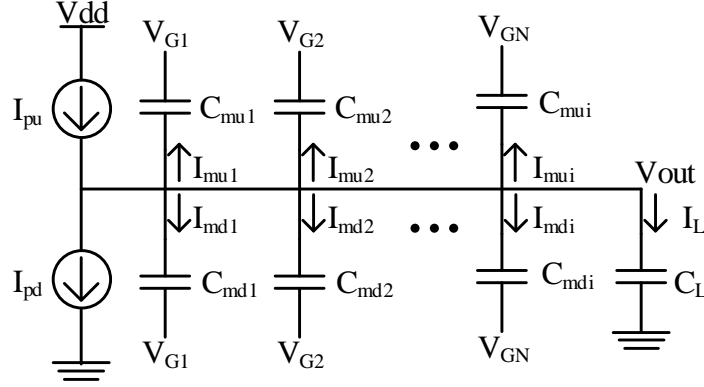 Vdd
V_G1 V_G2 V_GN
I_pu C_mu1 C_mu2 C_mui
I_mu1 I_mu2 ••• I_mui Vout
I_md1 I_md2 ••• I_mdi I_L
I_pd C_md1 C_md2 C_mdi C_L
V_G1 V_G2 V_GN